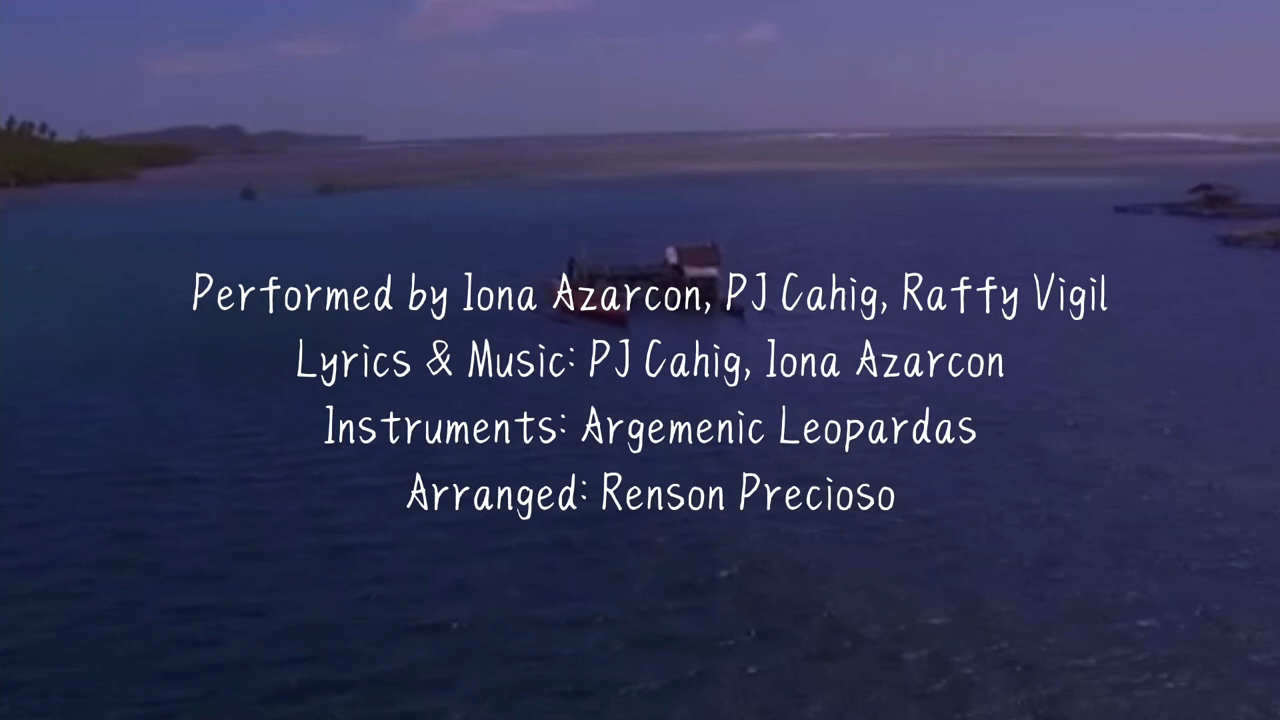 Performed by Iona Azarcon, PJ Cahig, Raffy Vigil
Lyrics & Music: PJ Cahig, Iona Azarcon
Instruments: Argemenic Leopardas
Arranged: Renson Precioso